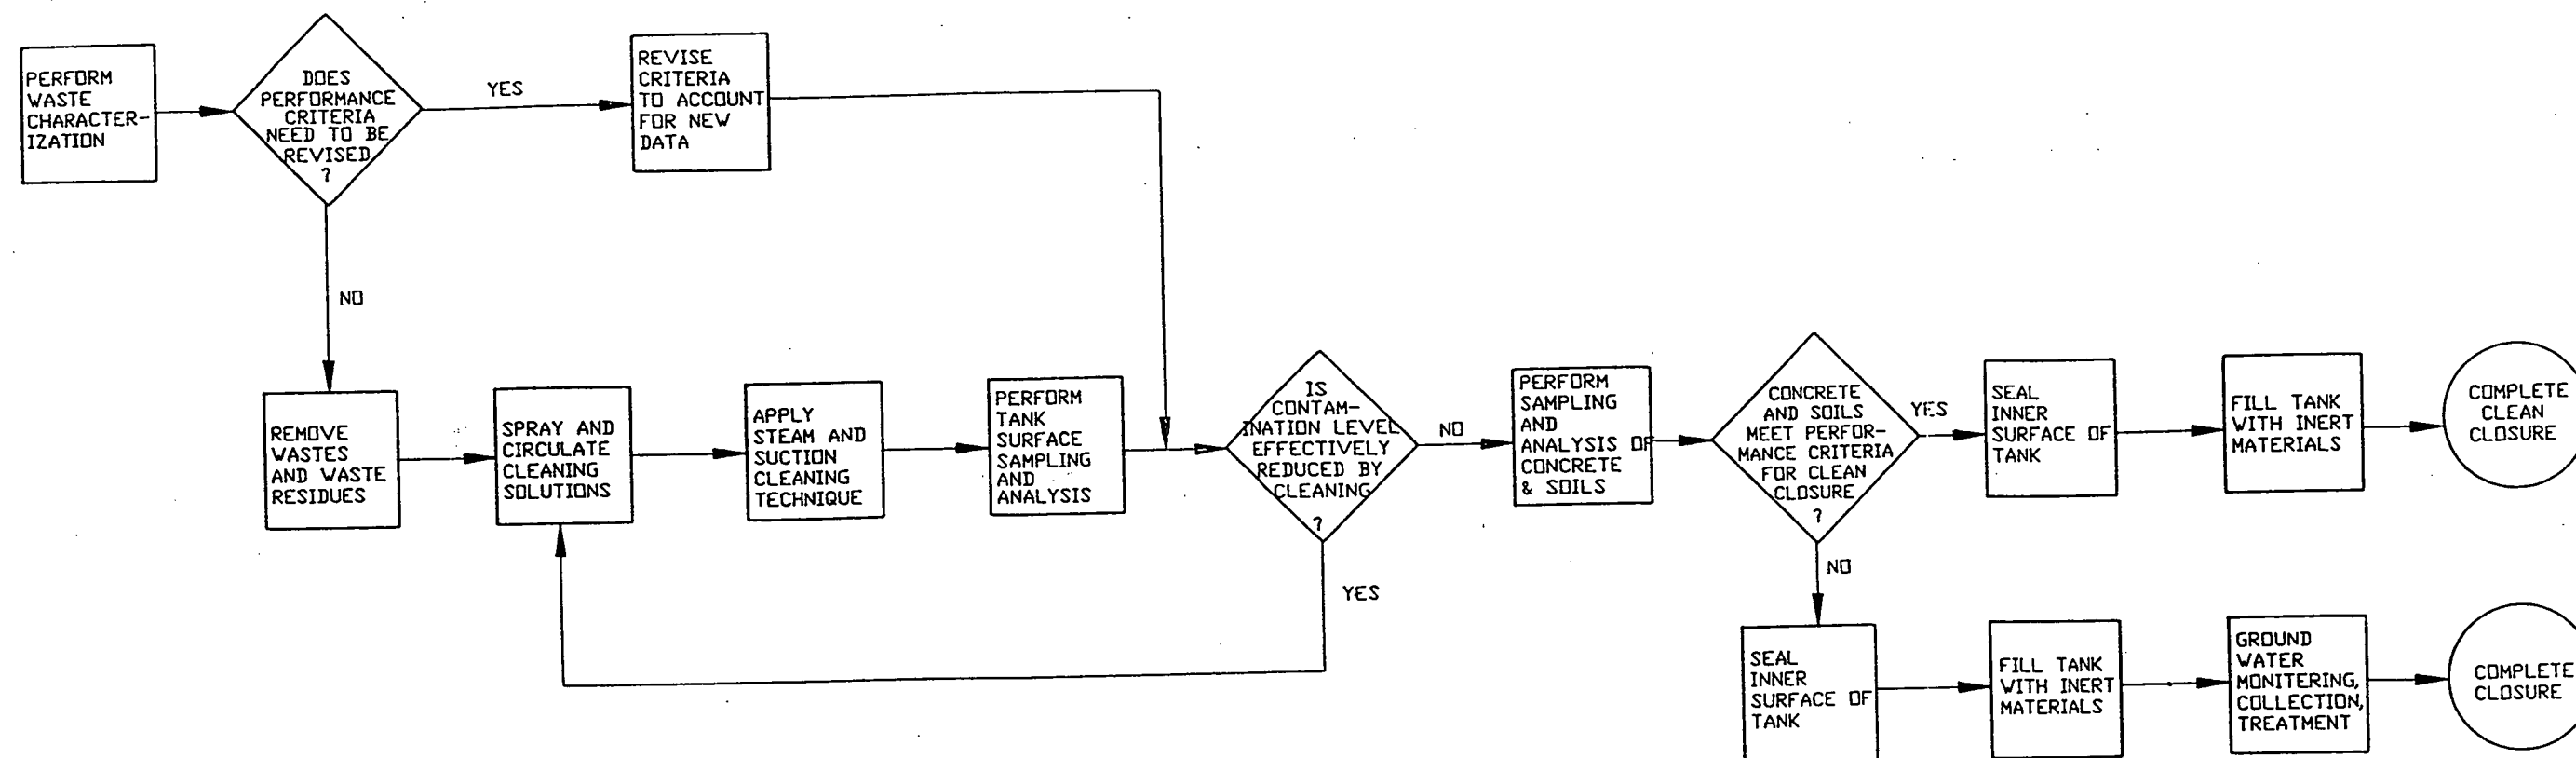 PERFORM
WASTE
CHARACTER-
IZATION
DOES
PERFORMANCE
CRITERIA
NEED TO BE
REVISED
?
YES
REVISE
CRITERIA
TO ACCOUNT
FOR NEW
DATA
NO
REMOVE
WASTES
AND WASTE
RESIDUES
SPRAY AND
CIRCULATE
CLEANING
SOLUTIONS
APPLY
STEAM AND
SUCTION
CLEANING
TECHNIQUE
PERFORM
TANK
SURFACE
SAMPLING
AND
ANALYSIS
IS
CONTAM-
INATION LEVEL
EFFECTIVELY
REDUCED BY
CLEANING
?
YES
NO
PERFORM
SAMPLING
AND
ANALYSIS OF
CONCRETE
& SOILS
CONCRETE
AND SOILS
MEET PERFOR-
MANCE CRITERIA
FOR CLEAN
CLOSURE
?
YES
SEAL
INNER
SURFACE OF
TANK
FILL TANK
WITH INERT
MATERIALS
COMPLETE
CLEAN
CLOSURE
NO
SEAL
INNER
SURFACE OF
TANK
FILL TANK
WITH INERT
MATERIALS
GROUND
WATER
MONITERING,
COLLECTION,
TREATMENT
COMPLETE
CLOSURE